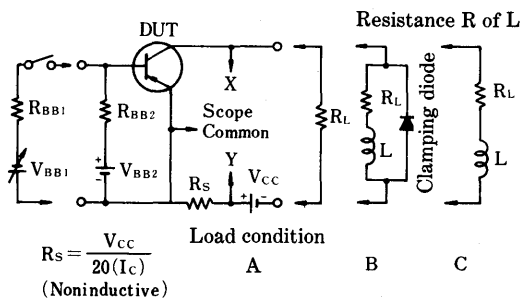 Resistance R of L
DUT
X
RBB1
RBB2
Scope
Common
RL
RL
L
Clamping diode
RL
L
VBB1
+
-
VBB2
Y
RS
VCC
+
-
Load condition
RS = VCC / 20(IC)
(Noninductive)
A
B
C